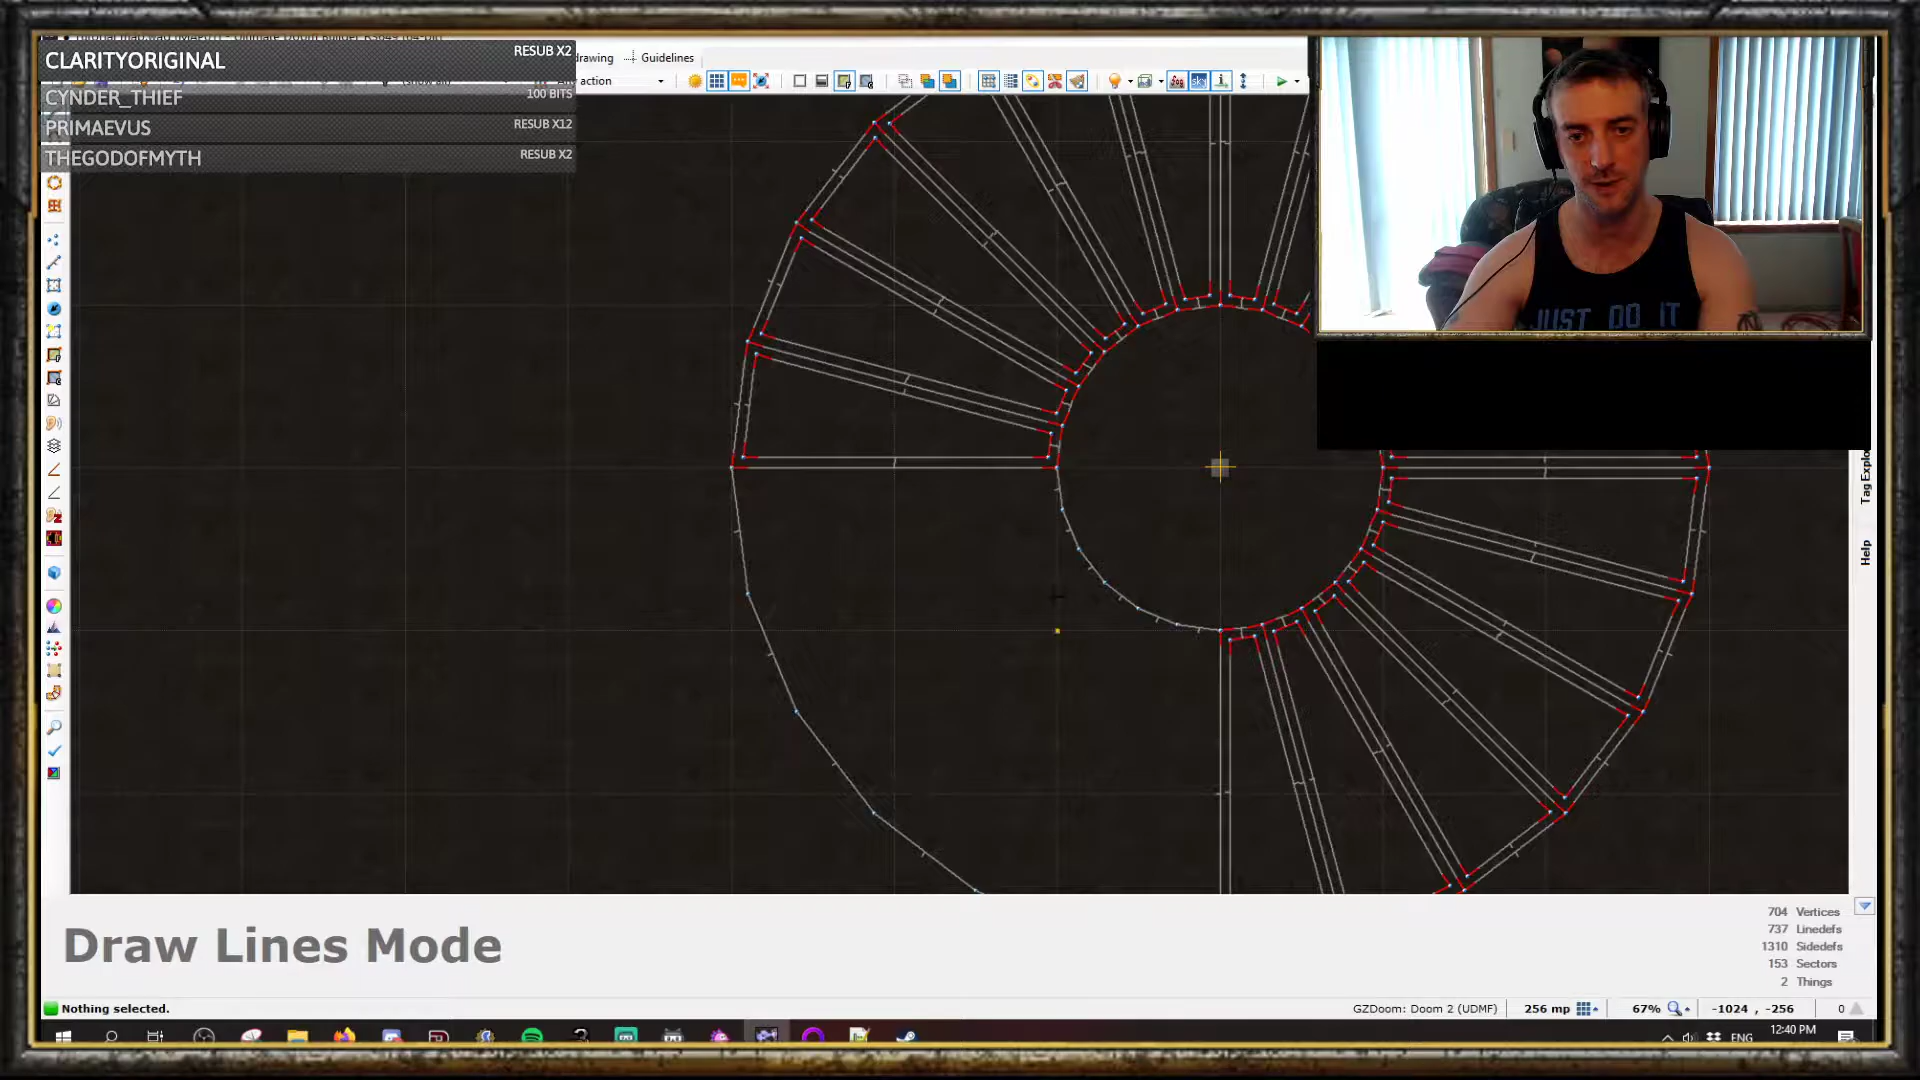 CLARITYORIGINAL RESUB X2
CYNDER_THIEF 100 BITS
PRIMAEVUS RESUB X12
THEGODOFMYTH RESUB X2
drawing Guidelines
action
JUST DO IT
Tag Explo
Help
Draw Lines Mode
704 Vertices
737 Linedefs
1310 Sidedefs
153 Sectors
2 Things
Nothing selected.
GZDoom: Doom 2 (UDMF) 256 mp 67% -1024 , -256 0
ENG
12:40 PM